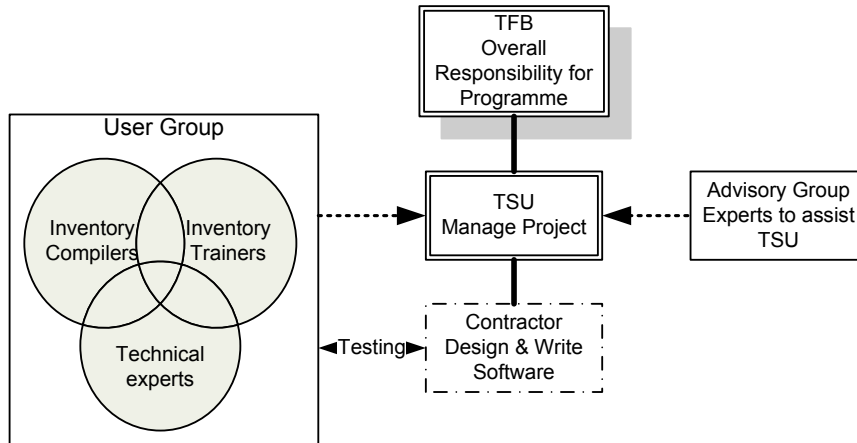 TFB
Overall
Responsibility for
Programme
User Group
Inventory
Compilers
Inventory
Trainers
Technical
experts
TSU
Manage Project
Advisory Group
Experts to assist
TSU
Testing
Contractor
Design & Write
Software